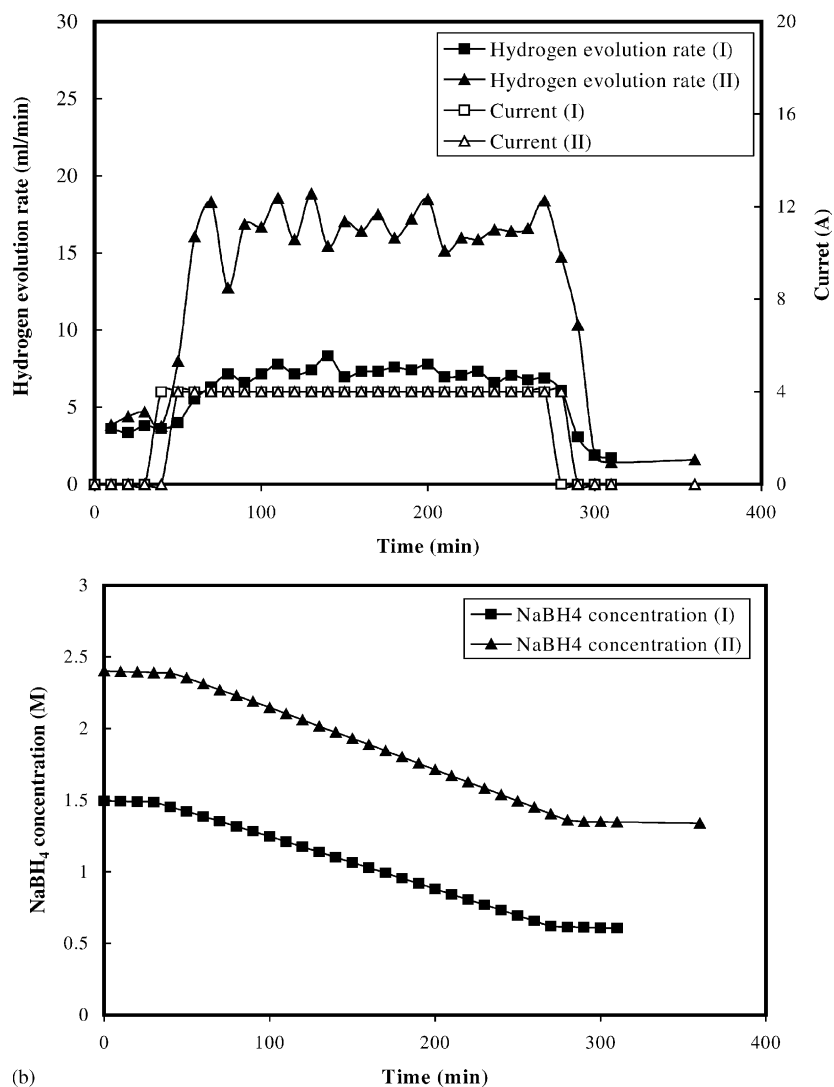 30
25
20
15
10
5
0
Hydrogen evolution rate (ml/min)
Hydrogen evolution rate (I)
Hydrogen evolution rate (II)
Current (I)
Current (II)
20
16
12
8
4
0
Curret (A)
0 100 200 300 400
Time (min)
3
2.5
2
1.5
1
0.5
0
NaBH4 concentration (M)
NaBH4 concentration (I)
NaBH4 concentration (II)
0 100 200 300 400
Time (min)
(b)